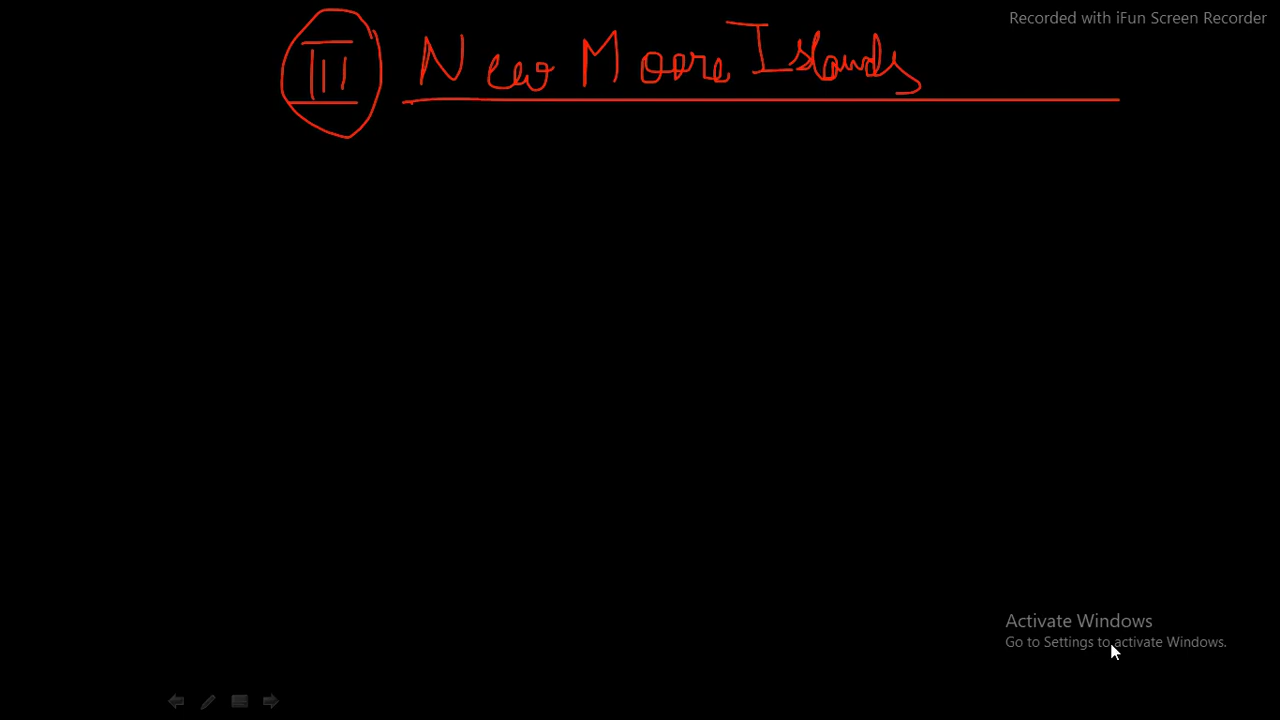 Recorded with iFun Screen Recorder
III New Moore Islands
Activate Windows
Go to Settings to activate Windows.